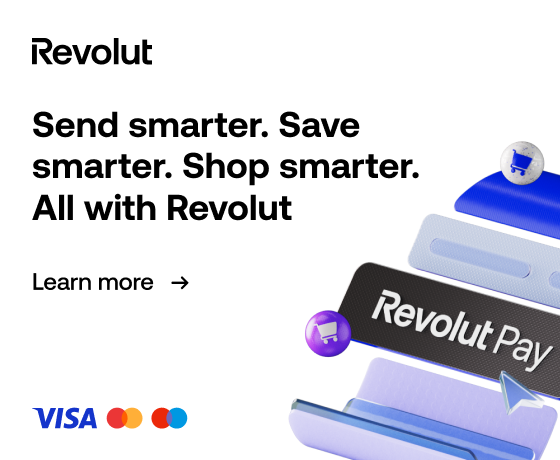 Revolut
Send smarter. Save
smarter. Shop smarter.
All with Revolut
Learn more →
Revolut Pay
VISA